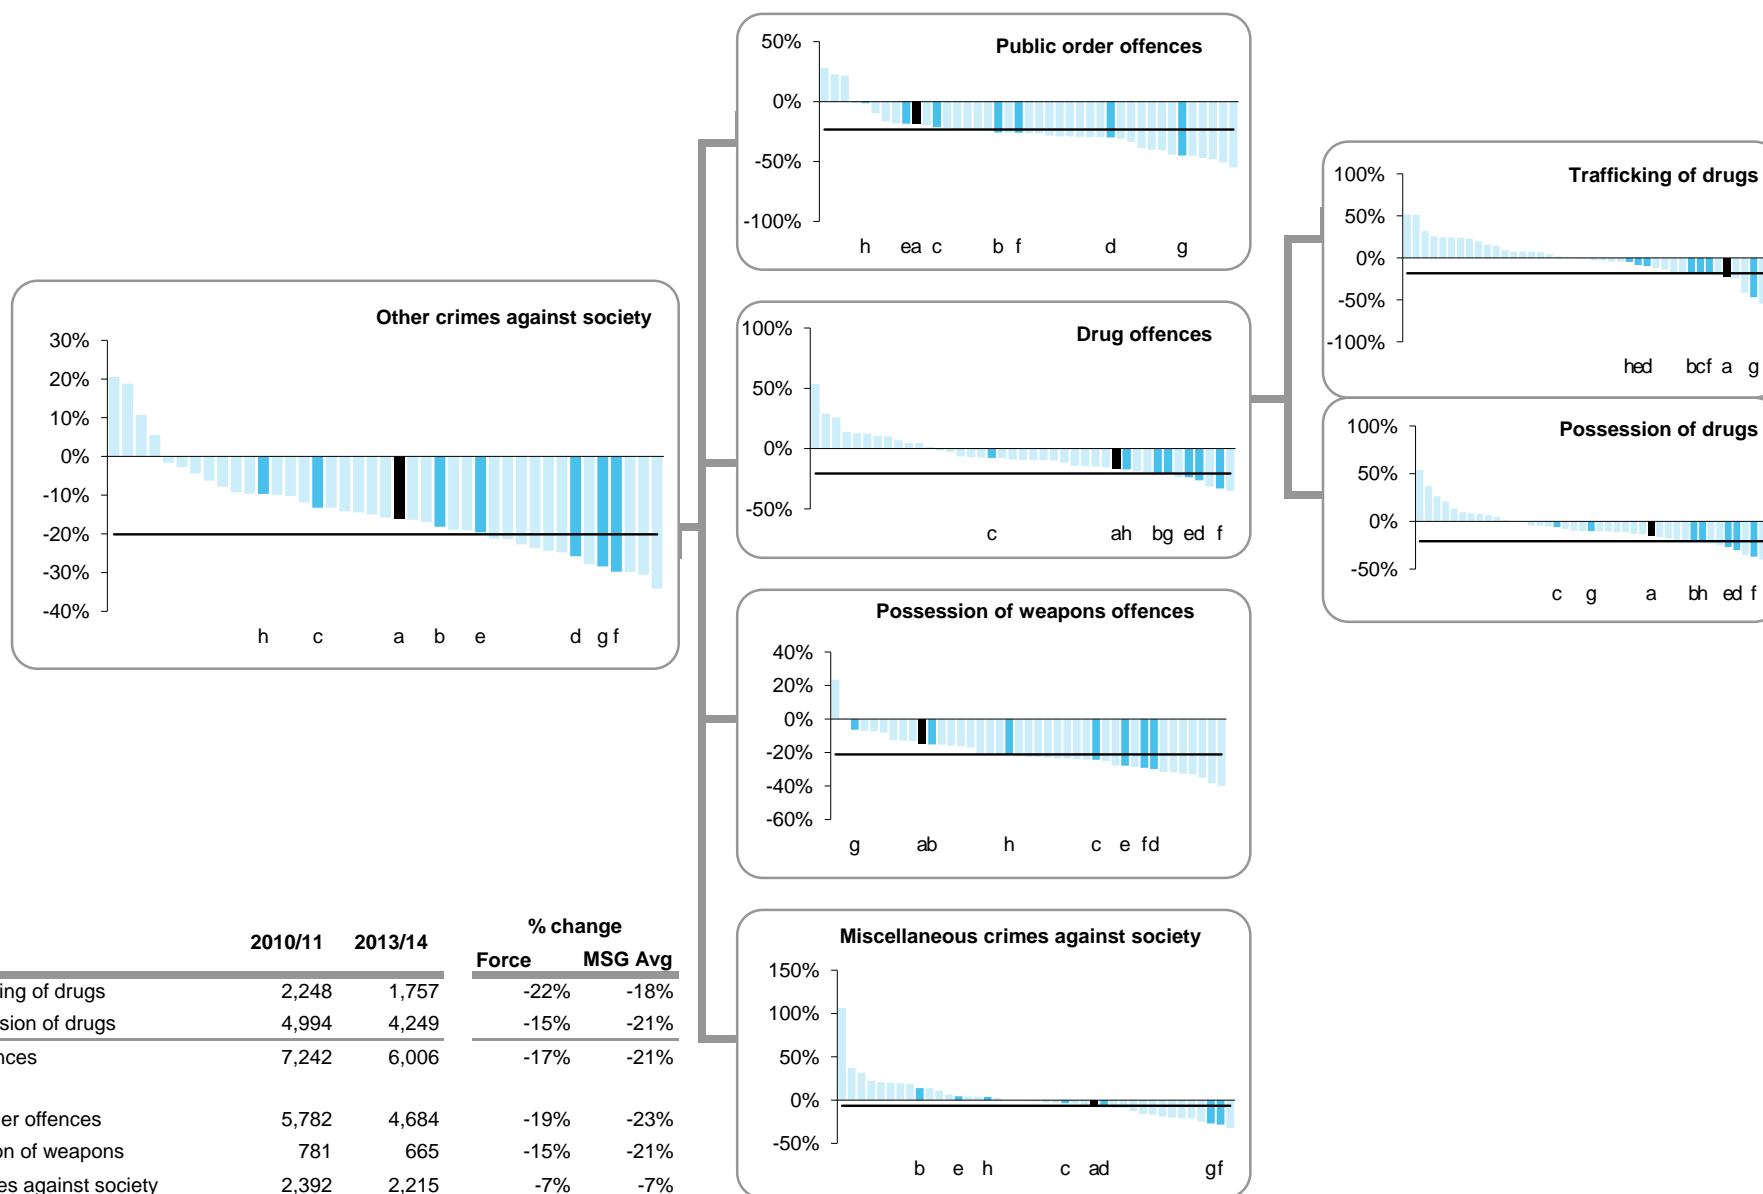 Public order offences
50%
0%
-50%
-100%
h ea c b f d g
Trafficking of drugs
100%
50%
0%
-50%
-100%
hed bcf a g
Other crimes against society
30%
20%
10%
0%
-10%
-20%
-30%
-40%
h c a b e d g f
Drug offences
100%
50%
0%
-50%
c ah bg ed f
Possession of drugs
100%
50%
0%
-50%
c g a bh ed f
Possession of weapons offences
40%
20%
0%
-20%
-40%
-60%
g ab h c e fd
Miscellaneous crimes against society
150%
100%
50%
0%
-50%
b e h c ad gf
% change
2010/11 2013/14 Force MSG Avg
ing of drugs 2,248 1,757 -22% -18%
sion of drugs 4,994 4,249 -15% -21%
nces 7,242 6,006 -17% -21%
er offences 5,782 4,684 -19% -23%
on of weapons 781 665 -15% -21%
es against society 2,392 2,215 -7% -7%